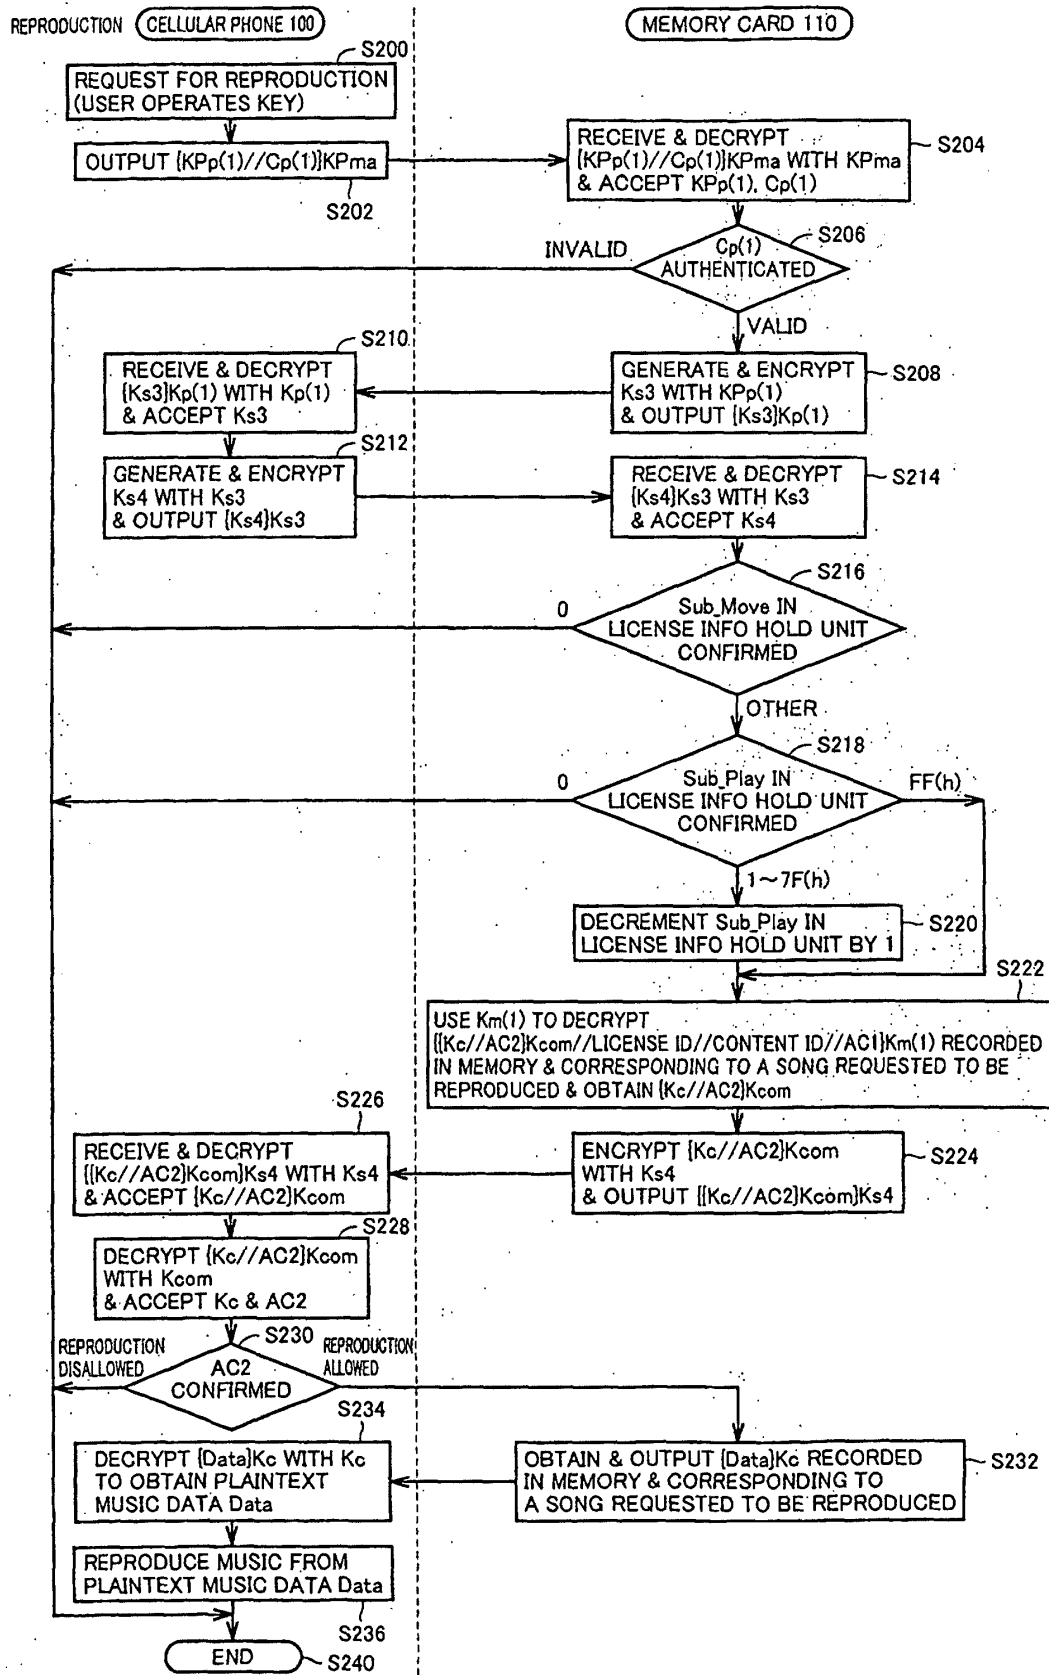 REPRODUCTION
CELLULAR PHONE 100
MEMORY CARD 110
S200
REQUEST FOR REPRODUCTION
(USER OPERATES KEY)
OUTPUT {KPp(1)//Cp(1)}KPma
S202
RECEIVE & DECRYPT
{KPp(1)//Cp(1)}KPma WITH KPma
& ACCEPT KPp(1), Cp(1)
S204
S206
Cp(1)
AUTHENTICATED
INVALID
VALID
S210
RECEIVE & DECRYPT
{Ks3}Kp(1) WITH Kp(1)
& ACCEPT Ks3
GENERATE & ENCRYPT
Ks3 WITH KPp(1)
& OUTPUT {Ks3}Kp(1)
S208
S212
GENERATE & ENCRYPT
Ks4 WITH Ks3
& OUTPUT {Ks4}Ks3
RECEIVE & DECRYPT
{Ks4}Ks3 WITH Ks3
& ACCEPT Ks4
S214
S216
0
Sub_Move IN
LICENSE INFO HOLD UNIT
CONFIRMED
OTHER
S218
0
Sub_Play IN
LICENSE INFO HOLD UNIT
CONFIRMED
FF(h)
1~7F(h)
DECREMENT Sub_Play IN
LICENSE INFO HOLD UNIT BY 1
S220
S222
USE Km(1) TO DECRYPT
{{Kc//AC2}Kcom//LICENSE ID//CONTENT ID//AC1}Km(1) RECORDED
IN MEMORY & CORRESPONDING TO A SONG REQUESTED TO BE
REPRODUCED & OBTAIN {Kc//AC2}Kcom
S226
RECEIVE & DECRYPT
{{Kc//AC2}Kcom}Ks4 WITH Ks4
& ACCEPT {Kc//AC2}Kcom
ENCRYPT {Kc//AC2}Kcom
WITH Ks4
& OUTPUT {{Kc//AC2}Kcom}Ks4
S224
S228
DECRYPT {Kc//AC2}Kcom
WITH Kcom
& ACCEPT Kc & AC2
S230
REPRODUCTION
DISALLOWED
AC2
CONFIRMED
REPRODUCTION
ALLOWED
S234
DECRYPT {Data}Kc WITH Kc
TO OBTAIN PLAINTEXT
MUSIC DATA Data
OBTAIN & OUTPUT {Data}Kc RECORDED
IN MEMORY & CORRESPONDING TO
A SONG REQUESTED TO BE REPRODUCED
S232
REPRODUCE MUSIC FROM
PLAINTEXT MUSIC DATA Data
S236
END
S240